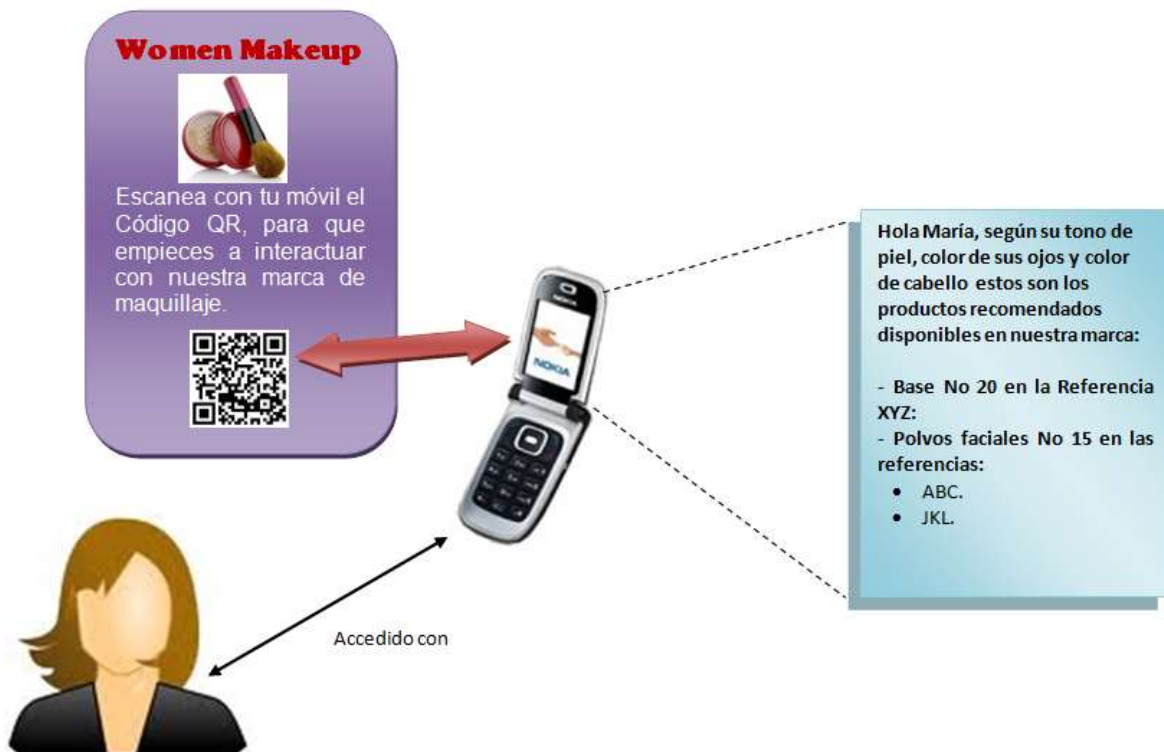 Women Makeup
Escanea con tu móvil el
Código QR, para que
empieces a interactuar
con nuestra marca de
maquillaje.
NOKIA
NOKIA
Accedido con
Hola María, según su tono de
piel, color de sus ojos y color
de cabello estos son los
productos recomendados
disponibles en nuestra marca:
- Base No 20 en la Referencia
XYZ:
- Polvos faciales No 15 en las
referencias:
• ABC.
• JKL.